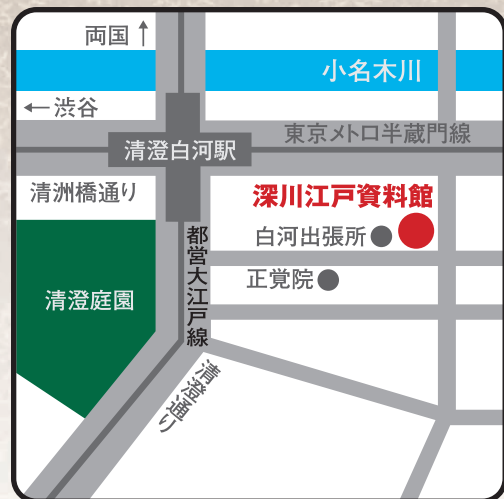 両国↑
小名木川
←渋谷
東京メトロ半蔵門線
清澄白河駅
清洲橋通り
深川江戸資料館
白河出張所
都営大江戸線
正覚院
清澄庭園
清澄通り